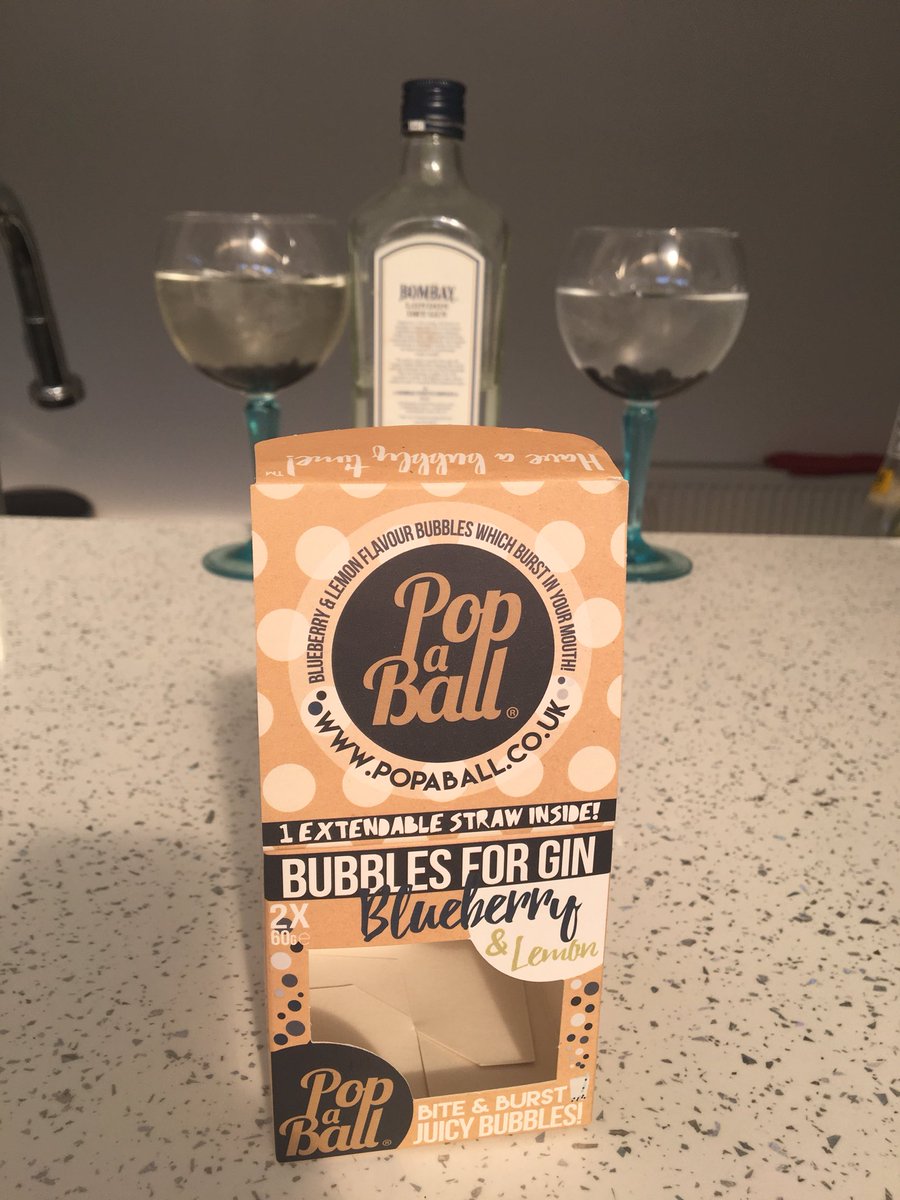 BOMBAY
Have a bubbly time!™
BLUEBERRY & LEMON FLAVOUR BUBBLES WHICH BURST IN YOUR MOUTH!
Pop
a
Ball®
WWW.POPABALL.CO.UK
1 EXTENDABLE STRAW INSIDE!
BUBBLES FOR GIN
Blueberry
& Lemon
2X
60g℮
Pop
a
Ball®
BITE & BURST
JUICY BUBBLES!